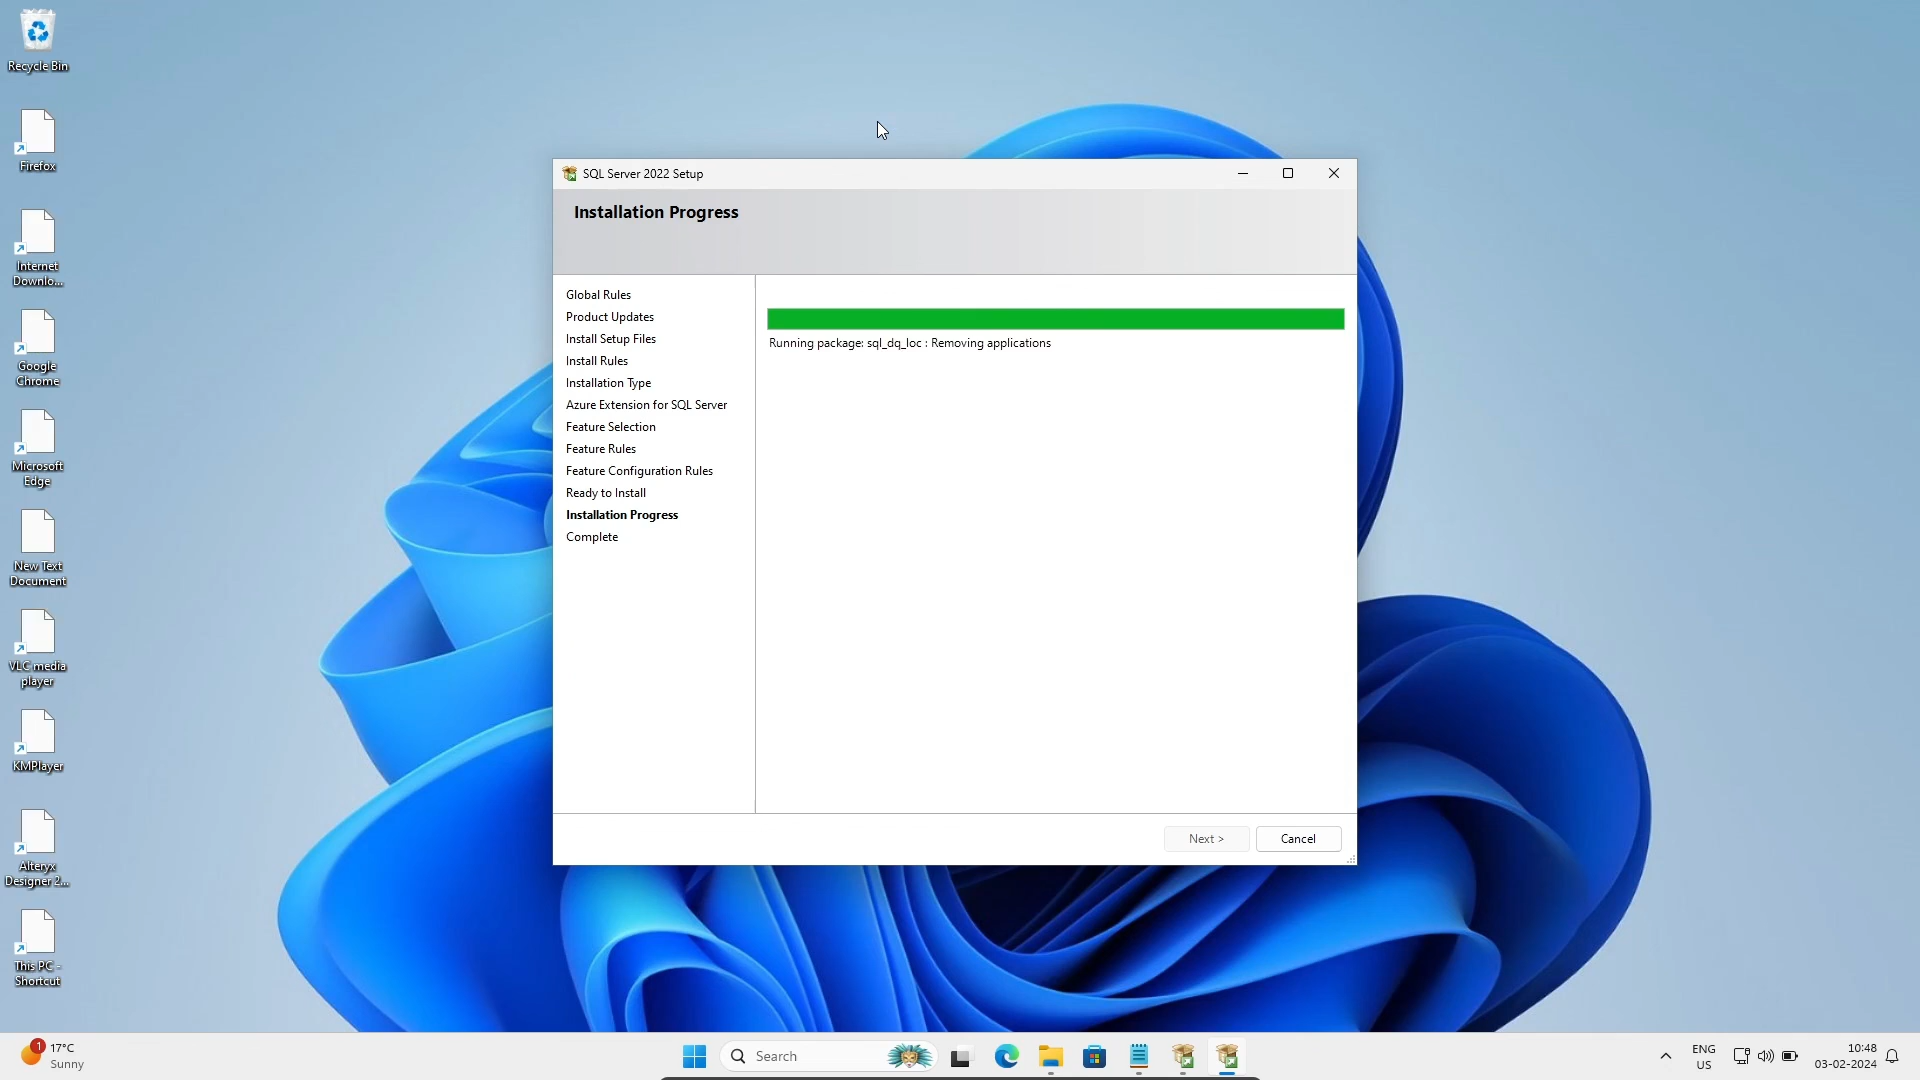 Recycle Bin
Firefox
Internet
Downlo...
Google
Chrome
Microsoft
Edge
New Text
Document
VLC media
player
KMPlayer
Alteryx
Designer 2...
This PC -
Shortcut
SQL Server 2022 Setup
Installation Progress
Global Rules
Product Updates
Install Setup Files
Install Rules
Installation Type
Azure Extension for SQL Server
Feature Selection
Feature Rules
Feature Configuration Rules
Ready to Install
Installation Progress
Complete
Running package: sql_dq_loc : Removing applications
Next >
Cancel
1
17°C
Sunny
Search
ENG
US
10:48
03-02-2024